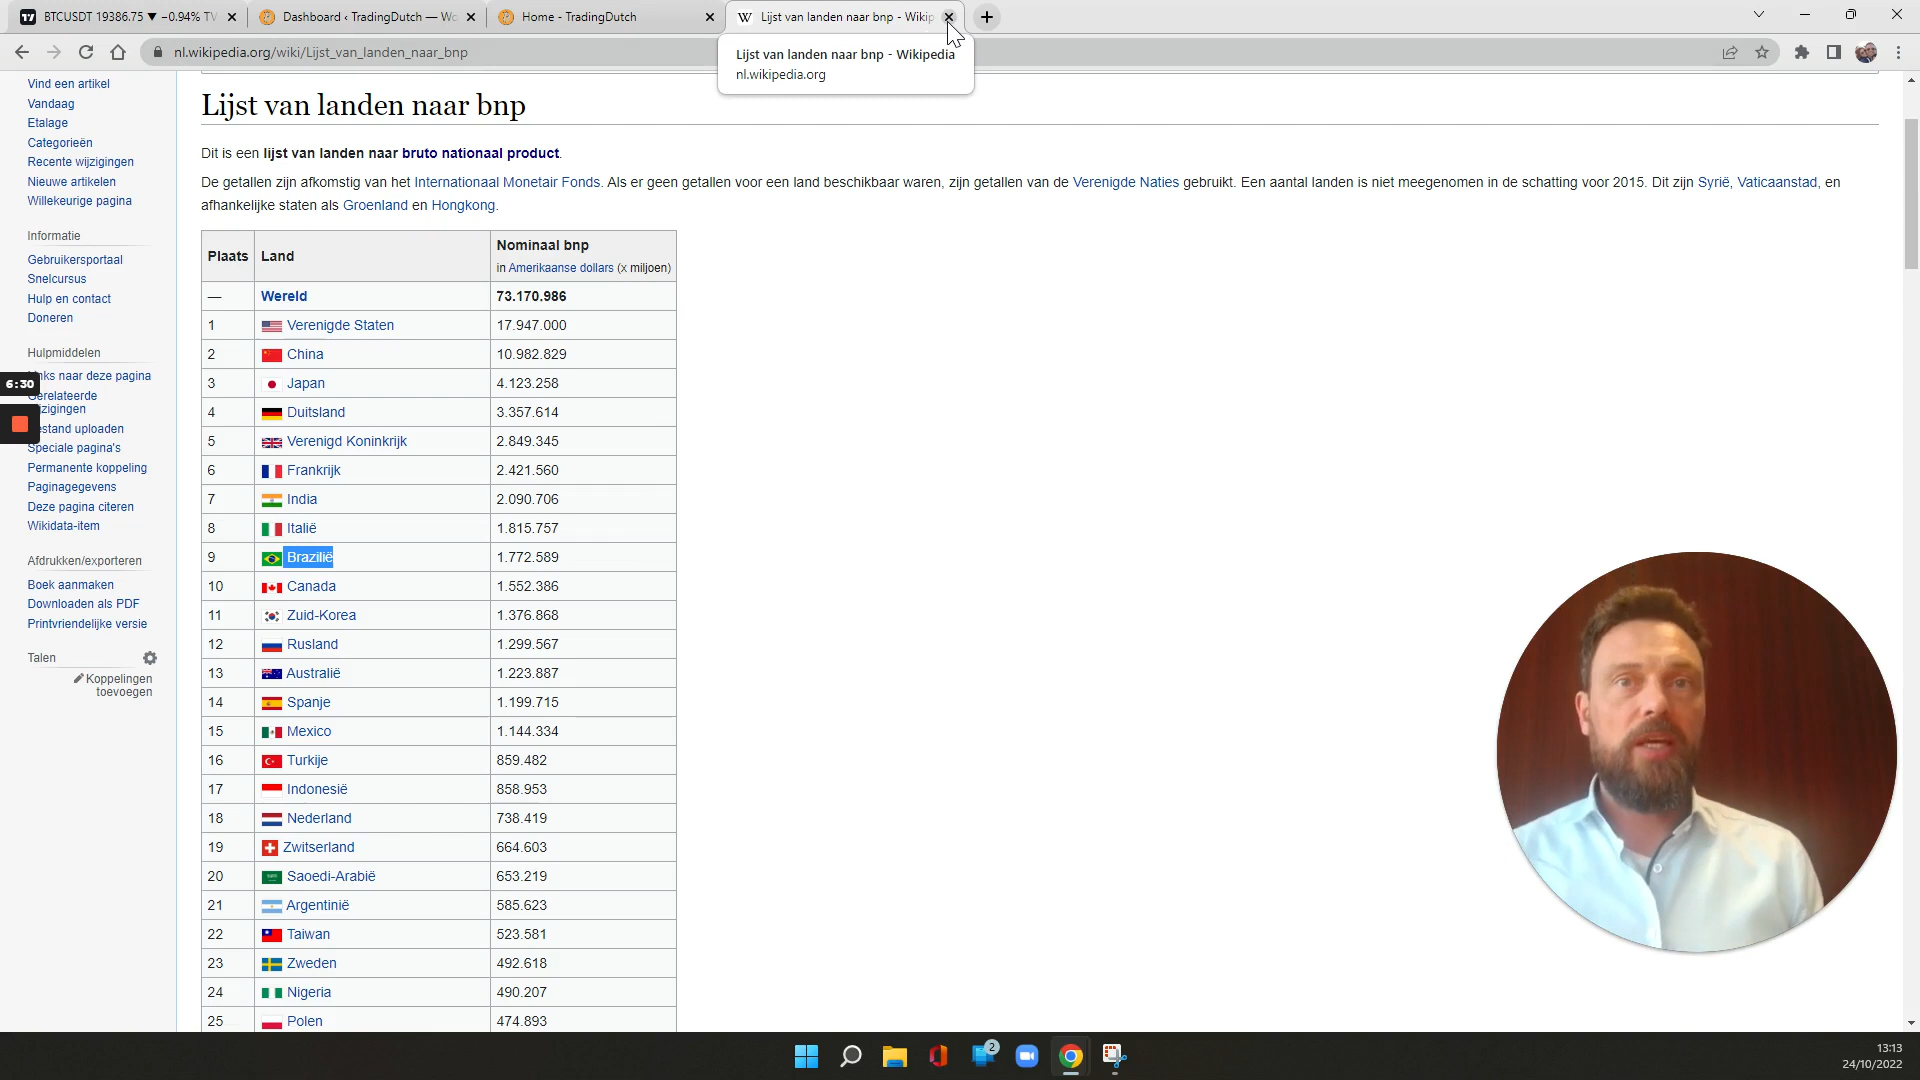 BTCUSDT 19386.75 ▼ −0.94% TV
Dashboard ‹ TradingDutch — Wo
Home - TradingDutch
Lijst van landen naar bnp - Wikip
nl.wikipedia.org/wiki/Lijst_van_landen_naar_bnp
Lijst van landen naar bnp - Wikipedia
nl.wikipedia.org
Vind een artikel
Vandaag
Etalage
Categorieën
Recente wijzigingen
Nieuwe artikelen
Willekeurige pagina
Informatie
Gebruikersportaal
Snelcursus
Hulp en contact
Doneren
Hulpmiddelen
nks naar deze pagina
6:30
Gerelateerde
zigingen
estand uploaden
Speciale pagina's
Permanente koppeling
Paginagegevens
Deze pagina citeren
Wikidata-item
Afdrukken/exporteren
Boek aanmaken
Downloaden als PDF
Printvriendelijke versie
Talen
Koppelingen
toevoegen
Lijst van landen naar bnp
Dit is een lijst van landen naar bruto nationaal product.
De getallen zijn afkomstig van het Internationaal Monetair Fonds. Als er geen getallen voor een land beschikbaar waren, zijn getallen van de Verenigde Naties gebruikt. Een aantal landen is niet meegenomen in de schatting voor 2015. Dit zijn Syrië, Vaticaanstad, en
afhankelijke staten als Groenland en Hongkong.
Plaats Land Nominaal bnp
in Amerikaanse dollars (x miljoen)
— Wereld 73.170.986
1 Verenigde Staten 17.947.000
2 China 10.982.829
3 Japan 4.123.258
4 Duitsland 3.357.614
5 Verenigd Koninkrijk 2.849.345
6 Frankrijk 2.421.560
7 India 2.090.706
8 Italië 1.815.757
9 Brazilië 1.772.589
10 Canada 1.552.386
11 Zuid-Korea 1.376.868
12 Rusland 1.299.567
13 Australië 1.223.887
14 Spanje 1.199.715
15 Mexico 1.144.334
16 Turkije 859.482
17 Indonesië 858.953
18 Nederland 738.419
19 Zwitserland 664.603
20 Saoedi-Arabië 653.219
21 Argentinië 585.623
22 Taiwan 523.581
23 Zweden 492.618
24 Nigeria 490.207
25 Polen 474.893
2
13:13
24/10/2022